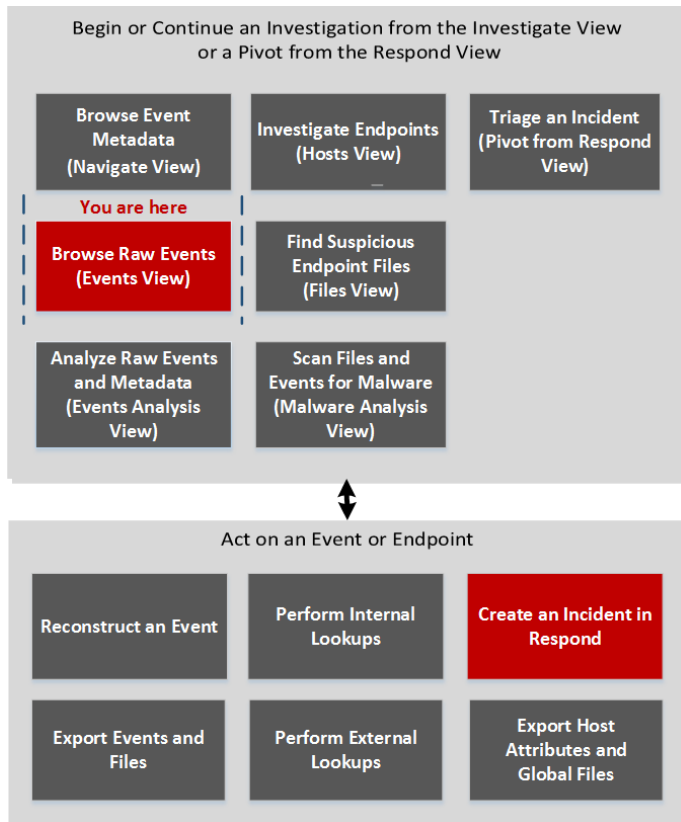 Begin or Continue an Investigation from the Investigate View
or a Pivot from the Respond View
Browse Event
Metadata
(Navigate View)
Investigate Endpoints
(Hosts View)
Triage an Incident
(Pivot from Respond
View)
You are here
Browse Raw Events
(Events View)
Find Suspicious
Endpoint Files
(Files View)
Analyze Raw Events
and Metadata
(Events Analysis
View)
Scan Files and
Events for Malware
(Malware Analysis
View)
Act on an Event or Endpoint
Reconstruct an Event
Perform Internal
Lookups
Create an Incident in
Respond
Export Events and
Files
Perform External
Lookups
Export Host
Attributes and
Global Files